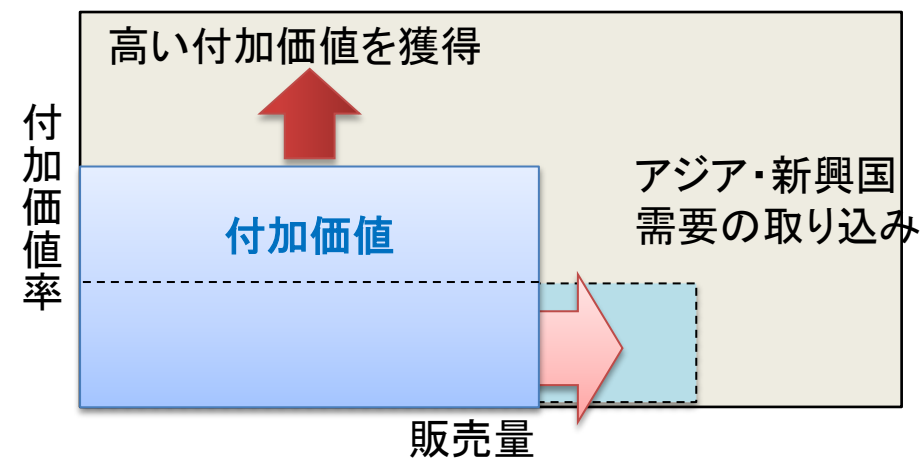 高い付加価値を獲得
付加価値率
アジア・新興国
需要の取り込み
付加価値
販売量